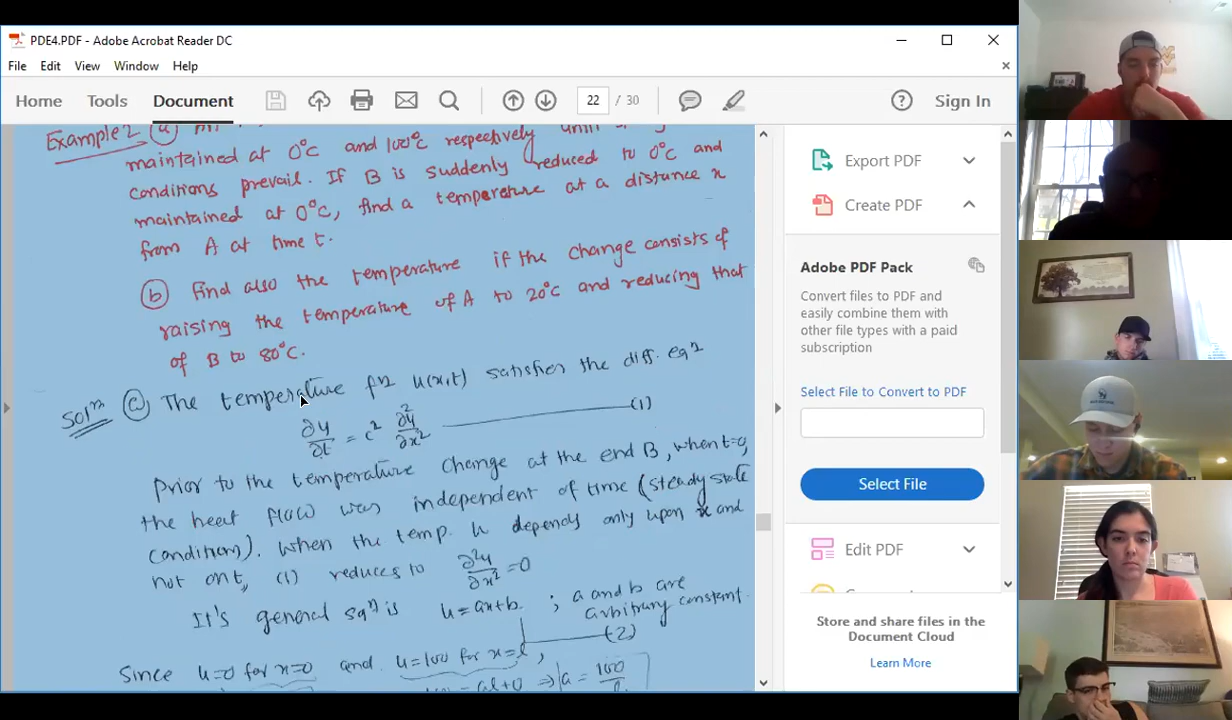 PDE4.PDF - Adobe Acrobat Reader DC
File Edit View Window Help
Home Tools Document 22 / 30 Sign In
Example 2 (a)
maintained at 0°C and 100°C respectively until
conditions prevail. If B is suddenly reduced to 0°C and
maintained at 0°C, find a temperature at a distance x
from A at time t.
(b) Find also the temperature if the change consists of
raising the temperature of A to 20°C and reducing that
of B to 80°C.
Solⁿ (a) The temperature fn u(x,t) satisfies the diff. eqⁿ
∂u/∂t = c² ∂²u/∂x² (1)
Prior to the temperature change at the end B, when t=0,
the heat flow was independent of time (steady state
condition). When the temp. u depends only upon x and
not on t, (1) reduces to ∂²u/∂x² = 0
It's general solⁿ is u = ax+b ; a and b are
arbitrary constant.
(2)
Since u=0 for x=0 and u=100 for x=l,
= al+0 ⇒ a = 100/l
Export PDF
Create PDF
Adobe PDF Pack
Convert files to PDF and
easily combine them with
other file types with a paid
subscription
Select File to Convert to PDF
Select File
Edit PDF
Store and share files in the
Document Cloud
Learn More